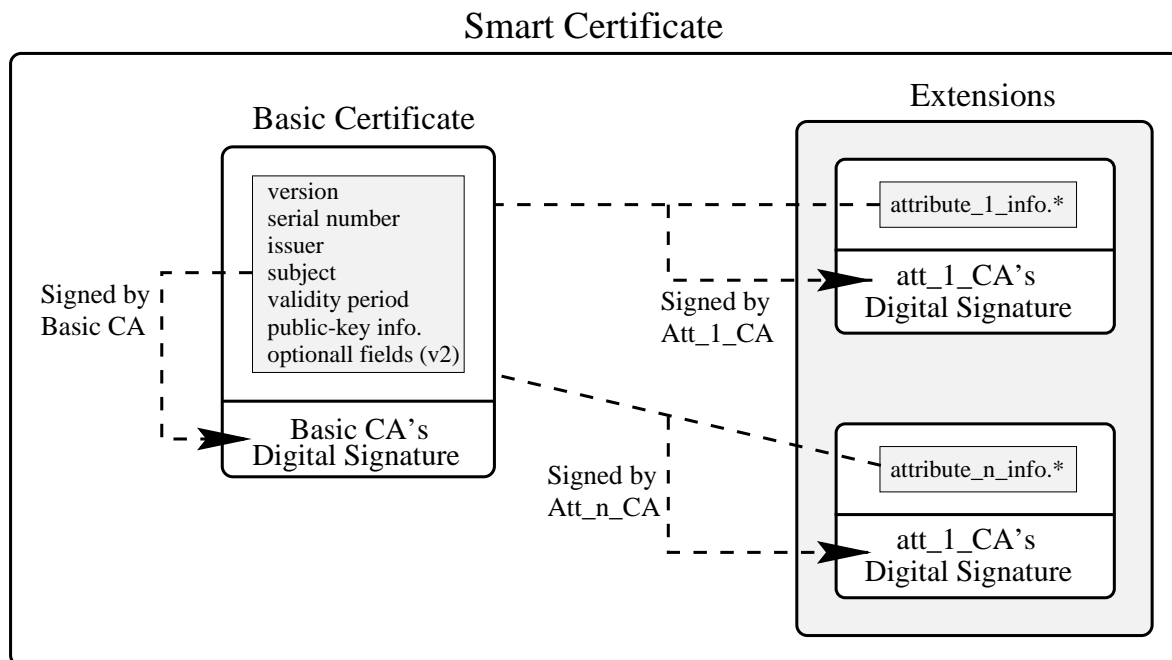 Smart Certificate
Basic Certificate
version
serial number
issuer
subject
validity period
public-key info.
optionall fields (v2)
Basic CA's
Digital Signature
Signed by
Basic CA
Extensions
attribute_1_info.*
att_1_CA's
Digital Signature
Signed by
Att_1_CA
attribute_n_info.*
att_1_CA's
Digital Signature
Signed by
Att_n_CA